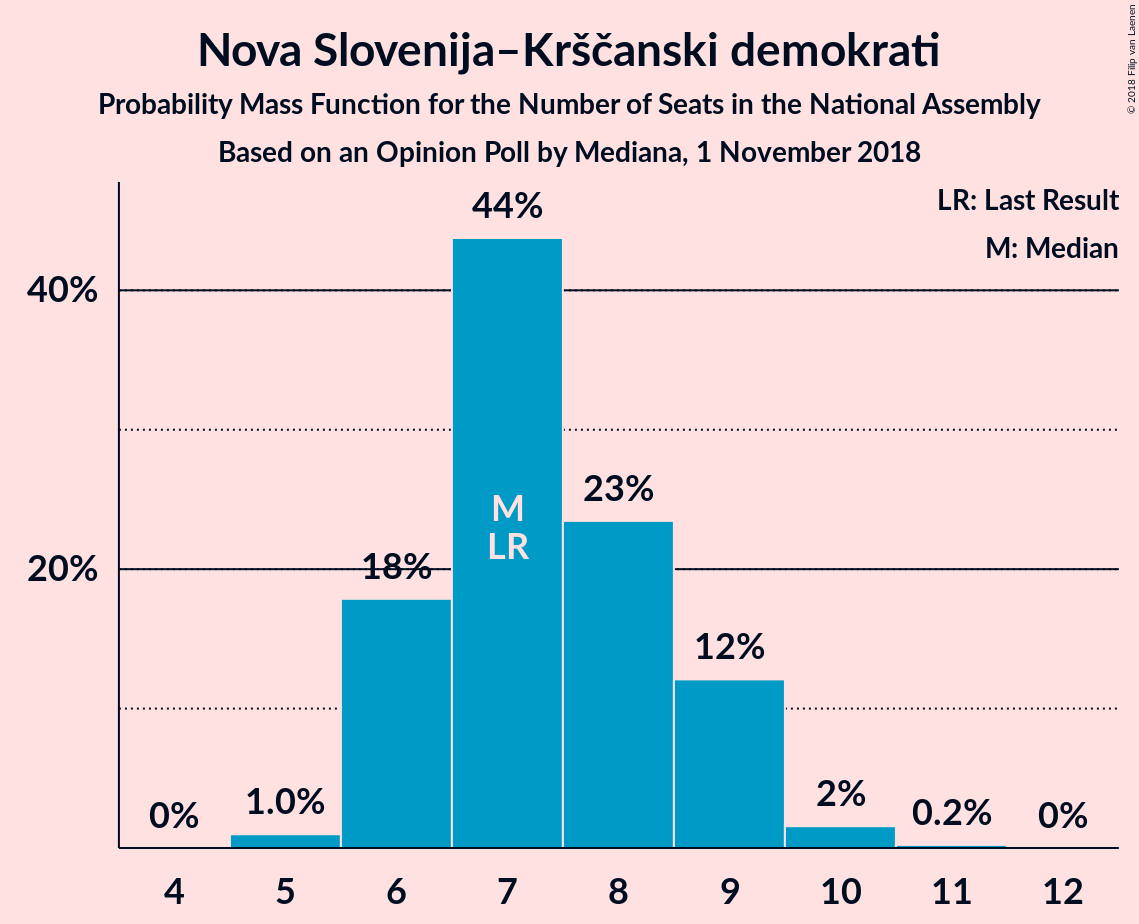 Nova Slovenija–Krščanski demokrati
Probability Mass Function for the Number of Seats in the National Assembly
Based on an Opinion Poll by Mediana, 1 November 2018
© 2018 Filip van Laenen
LR: Last Result
M: Median
44%
40%
23%
M
LR
18%
20%
12%
2%
1.0%
0.2%
0%
0%
4 5 6 7 8 9 10 11 12